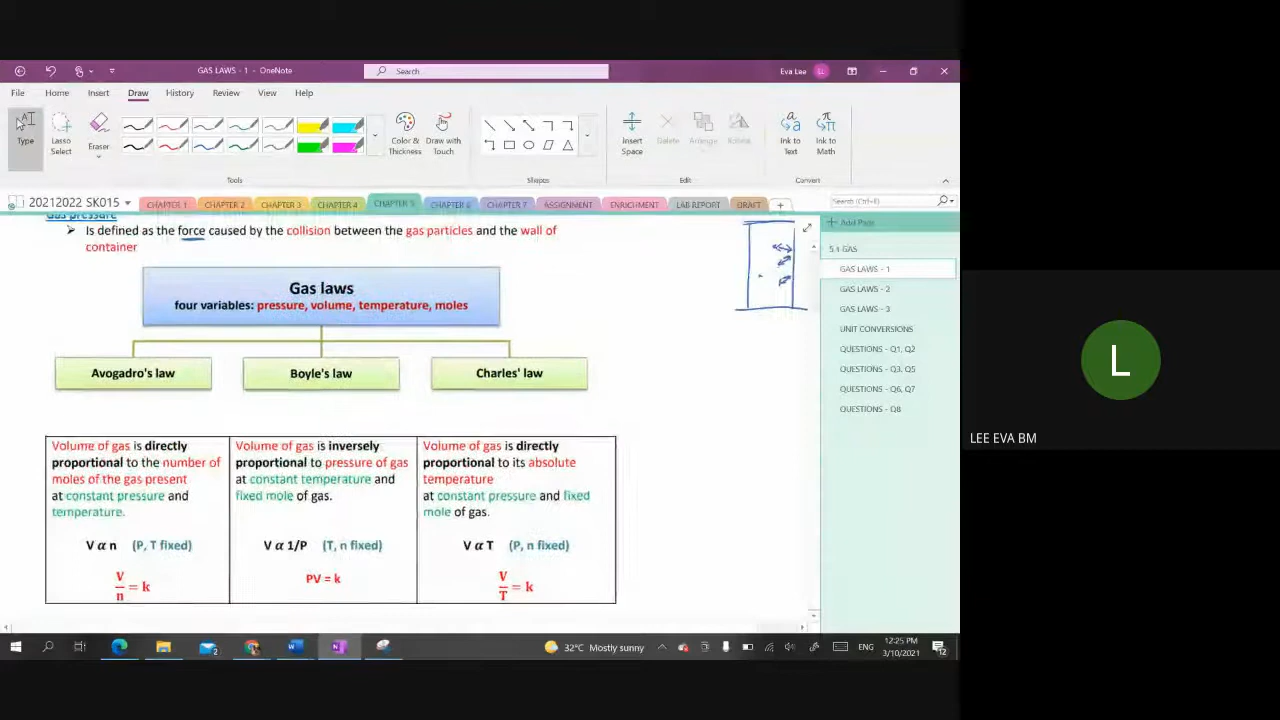 GAS LAWS - 1 - OneNote
Search
Eva Lee
File Home Insert Draw History Review View Help
Type
Lasso Select
Eraser
Color & Thickness
Draw with Touch
Insert Space
Delete
Arrange
Rotate
Ink to Text
Ink to Math
Tools
Shapes
Edit
Convert
20212022 SK015
CHAPTER 1 CHAPTER 2 CHAPTER 3 CHAPTER 4 CHAPTER 5 CHAPTER 6 CHAPTER 7 ASSIGNMENT ENRICHMENT LAB REPORT DRAFT +
Search (Ctrl+E)
Gas pressure
Is defined as the force caused by the collision between the gas particles and the wall of
container
Gas laws
four variables: pressure, volume, temperature, moles
Avogadro's law
Boyle's law
Charles' law
Volume of gas is directly
proportional to the number of
moles of the gas present
at constant pressure and
temperature.
V α n (P, T fixed)
V
n
= k
Volume of gas is inversely
proportional to pressure of gas
at constant temperature and
fixed mole of gas.
V α 1/P (T, n fixed)
PV = k
Volume of gas is directly
proportional to its absolute
temperature
at constant pressure and fixed
mole of gas.
V α T (P, n fixed)
V
T
= k
Add Page
5.1 GAS
GAS LAWS - 1
GAS LAWS - 2
GAS LAWS - 3
UNIT CONVERSIONS
QUESTIONS - Q1, Q2
QUESTIONS - Q3, Q5
QUESTIONS - Q6, Q7
QUESTIONS - Q8
L
LEE EVA BM
32°C Mostly sunny
ENG
12:25 PM
3/10/2021